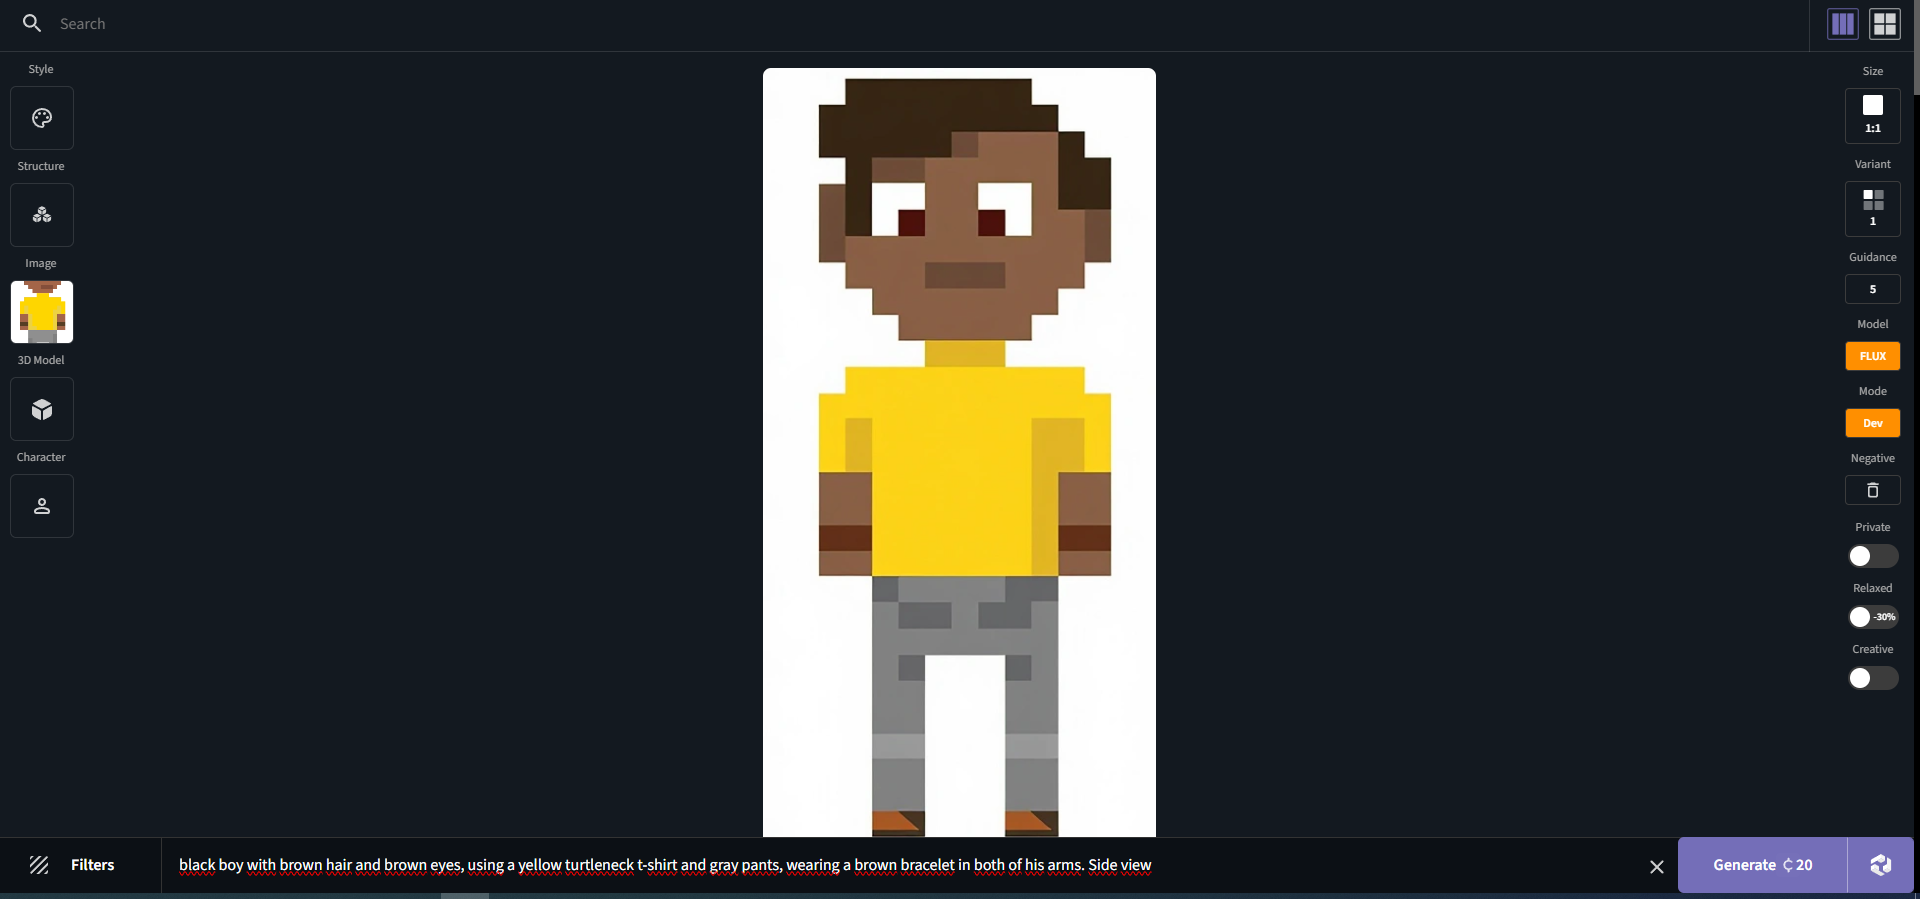 Search
Style
Structure
Image
3D Model
Character
Size
1:1
Variant
1
Guidance
5
Model
FLUX
Mode
Dev
Negative
Private
Relaxed
-30%
Creative
Filters
black boy with brown hair and brown eyes, using a yellow turtleneck t-shirt and gray pants, wearing a brown bracelet in both of his arms. Side view
Generate ₵ 20